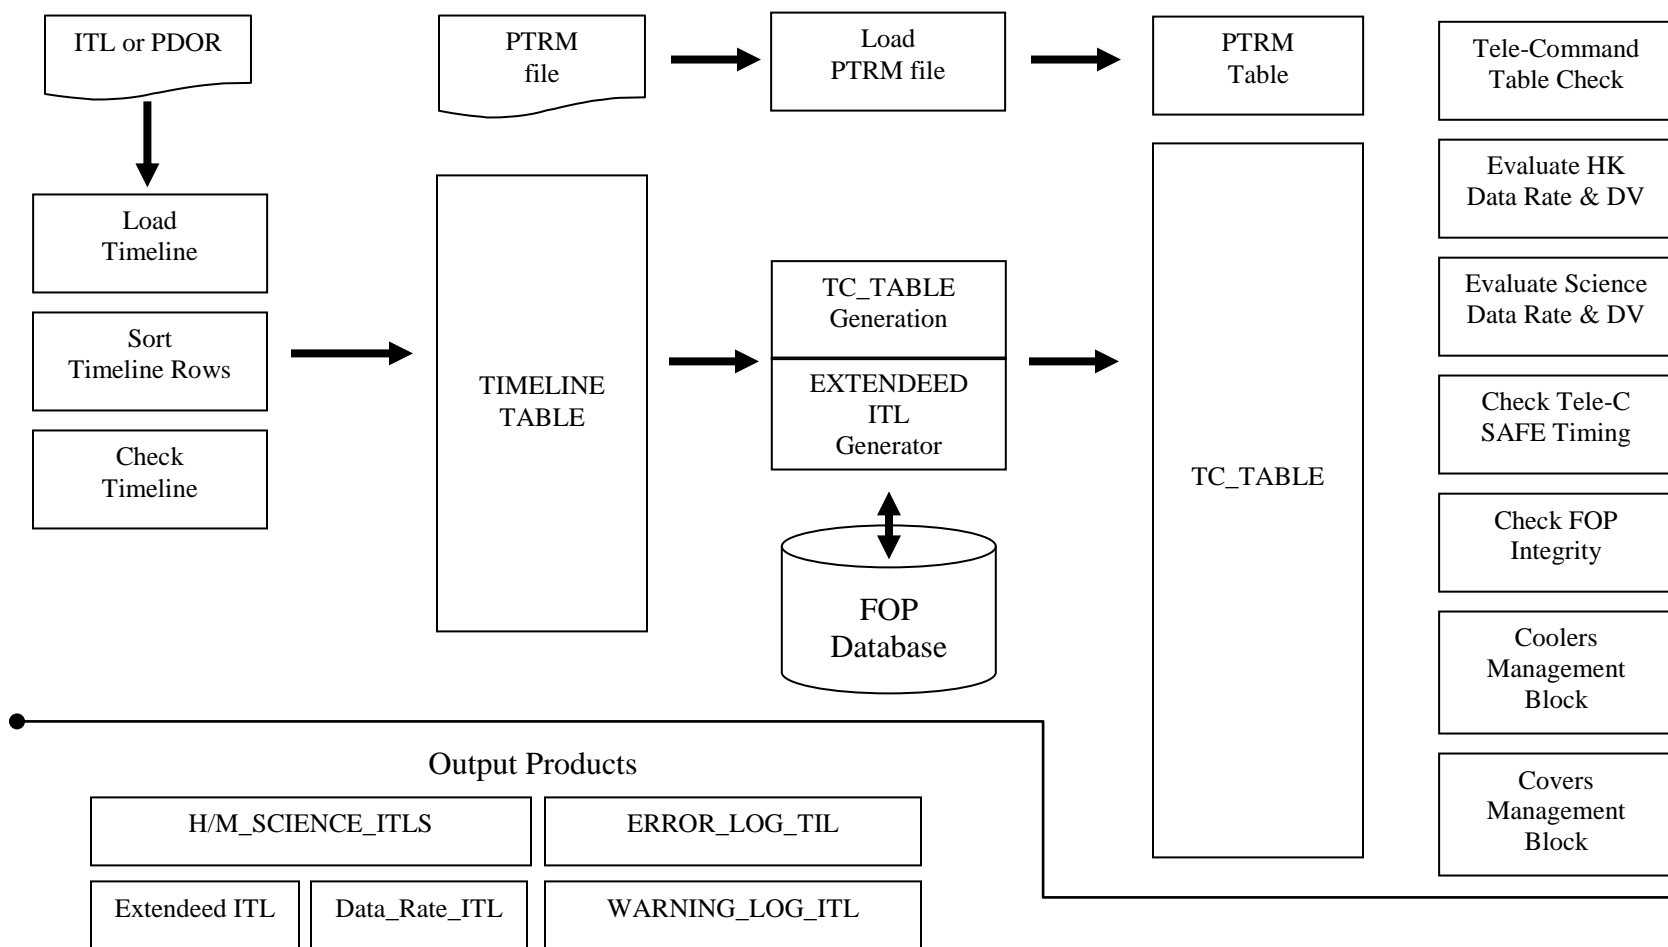 ITL or PDOR
PTRM
file
Load
PTRM file
PTRM
Table
Tele-Command
Table Check
Load
Timeline
Sort
Timeline Rows
Check
Timeline
TIMELINE
TABLE
TC_TABLE
Generation
EXTENDEED
ITL
Generator
FOP
Database
TC_TABLE
Evaluate HK
Data Rate & DV
Evaluate Science
Data Rate & DV
Check Tele-C
SAFE Timing
Check FOP
Integrity
Coolers
Management
Block
Covers
Management
Block
Output Products
H/M_SCIENCE_ITLS
ERROR_LOG_TIL
Extendeed ITL
Data_Rate_ITL
WARNING_LOG_ITL